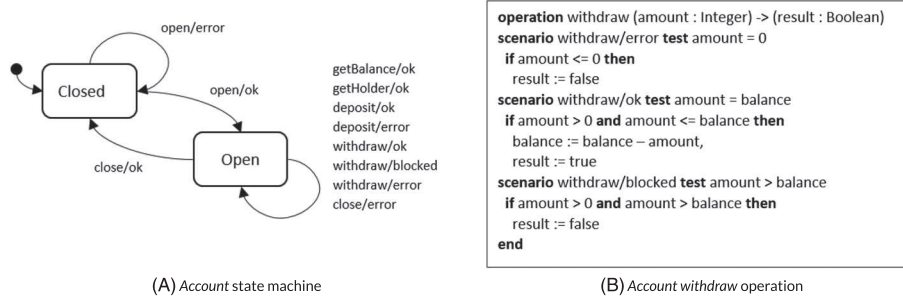 open/error
Closed
open/ok
close/ok
Open
getBalance/ok
getHolder/ok
deposit/ok
deposit/error
withdraw/ok
withdraw/blocked
withdraw/error
close/error
(A) Account state machine
operation withdraw (amount : Integer) -> (result : Boolean)
scenario withdraw/error test amount = 0
if amount <= 0 then
result := false
scenario withdraw/ok test amount = balance
if amount > 0 and amount <= balance then
balance := balance – amount,
result := true
scenario withdraw/blocked test amount > balance
if amount > 0 and amount > balance then
result := false
end
(B) Account withdraw operation